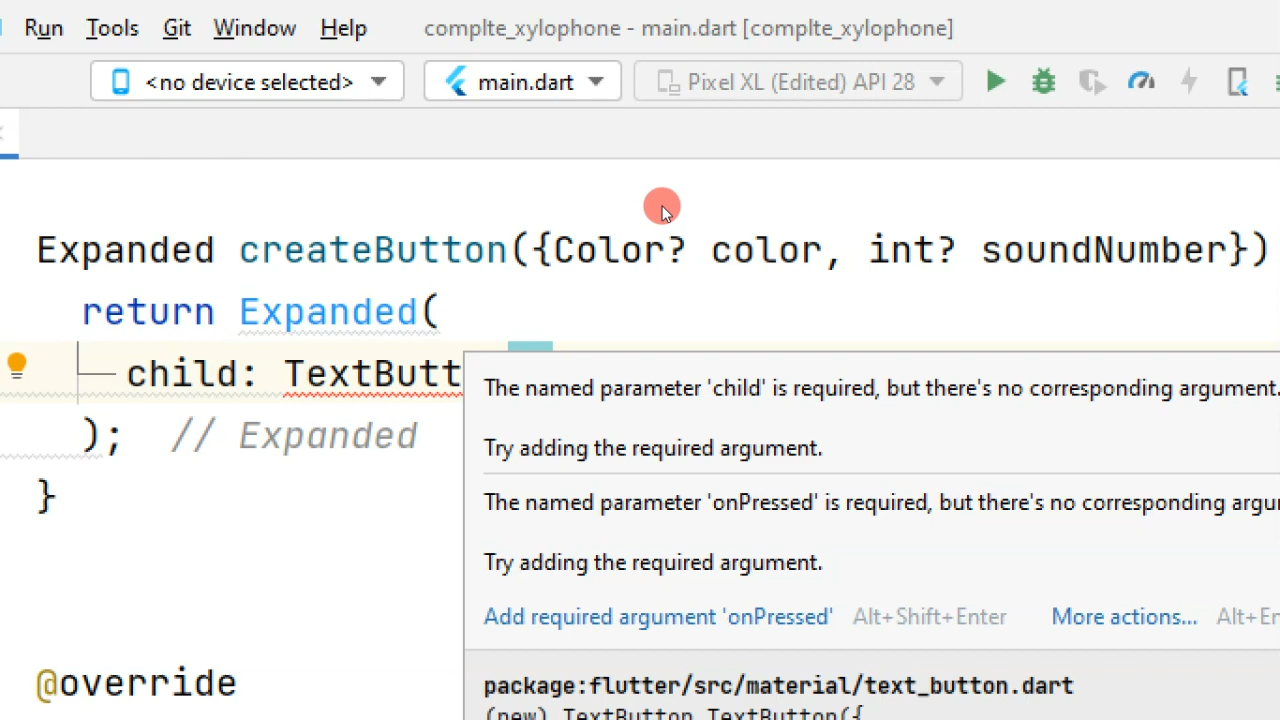 Run Tools Git Window Help complte_xylophone - main.dart [complte_xylophone]
<no device selected> main.dart Pixel XL (Edited) API 28
Expanded createButton({Color? color, int? soundNumber})
return Expanded(
child: TextButt
The named parameter 'child' is required, but there's no corresponding argument.
); // Expanded
Try adding the required argument.
}
The named parameter 'onPressed' is required, but there's no corresponding argu
Try adding the required argument.
Add required argument 'onPressed' Alt+Shift+Enter More actions... Alt+En
@override
package:flutter/src/material/text_button.dart
(new) TextButton TextButton({